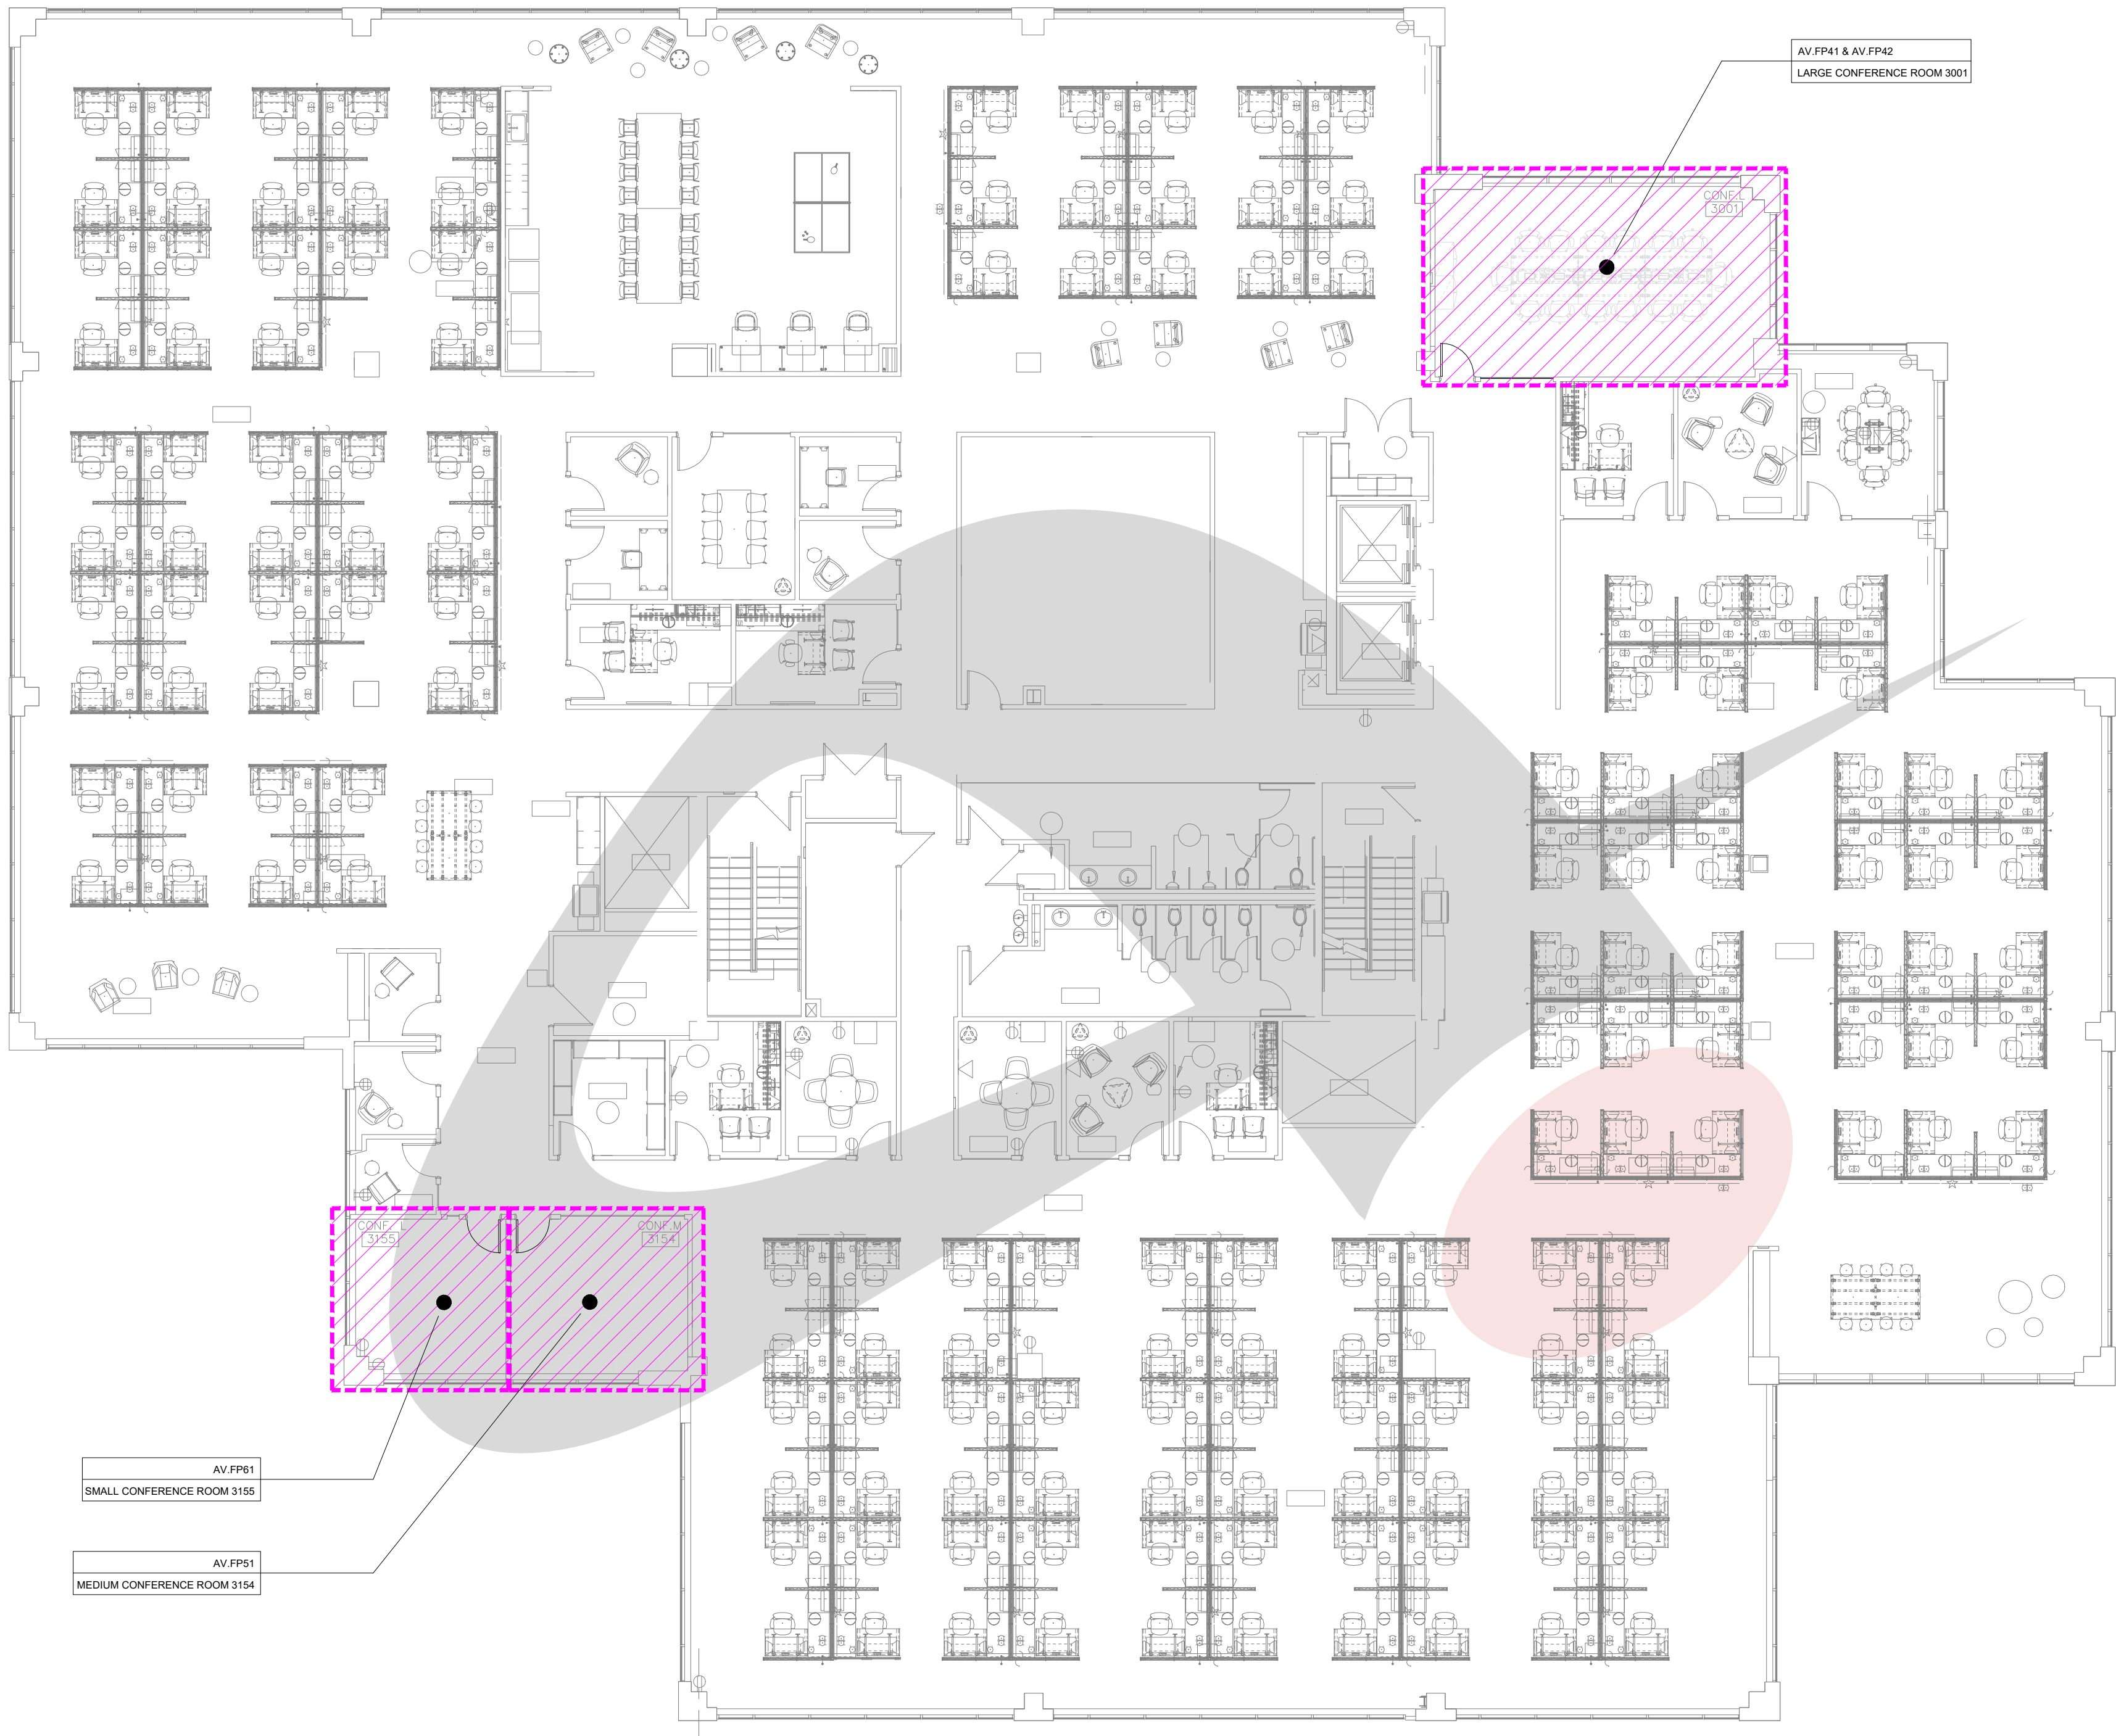 AV.FP41 & AV.FP42
LARGE CONFERENCE ROOM 3001
CONF.L
3001
CONF. L
3155
CONF.M
3154
AV.FP61
SMALL CONFERENCE ROOM 3155
AV.FP51
MEDIUM CONFERENCE ROOM 3154